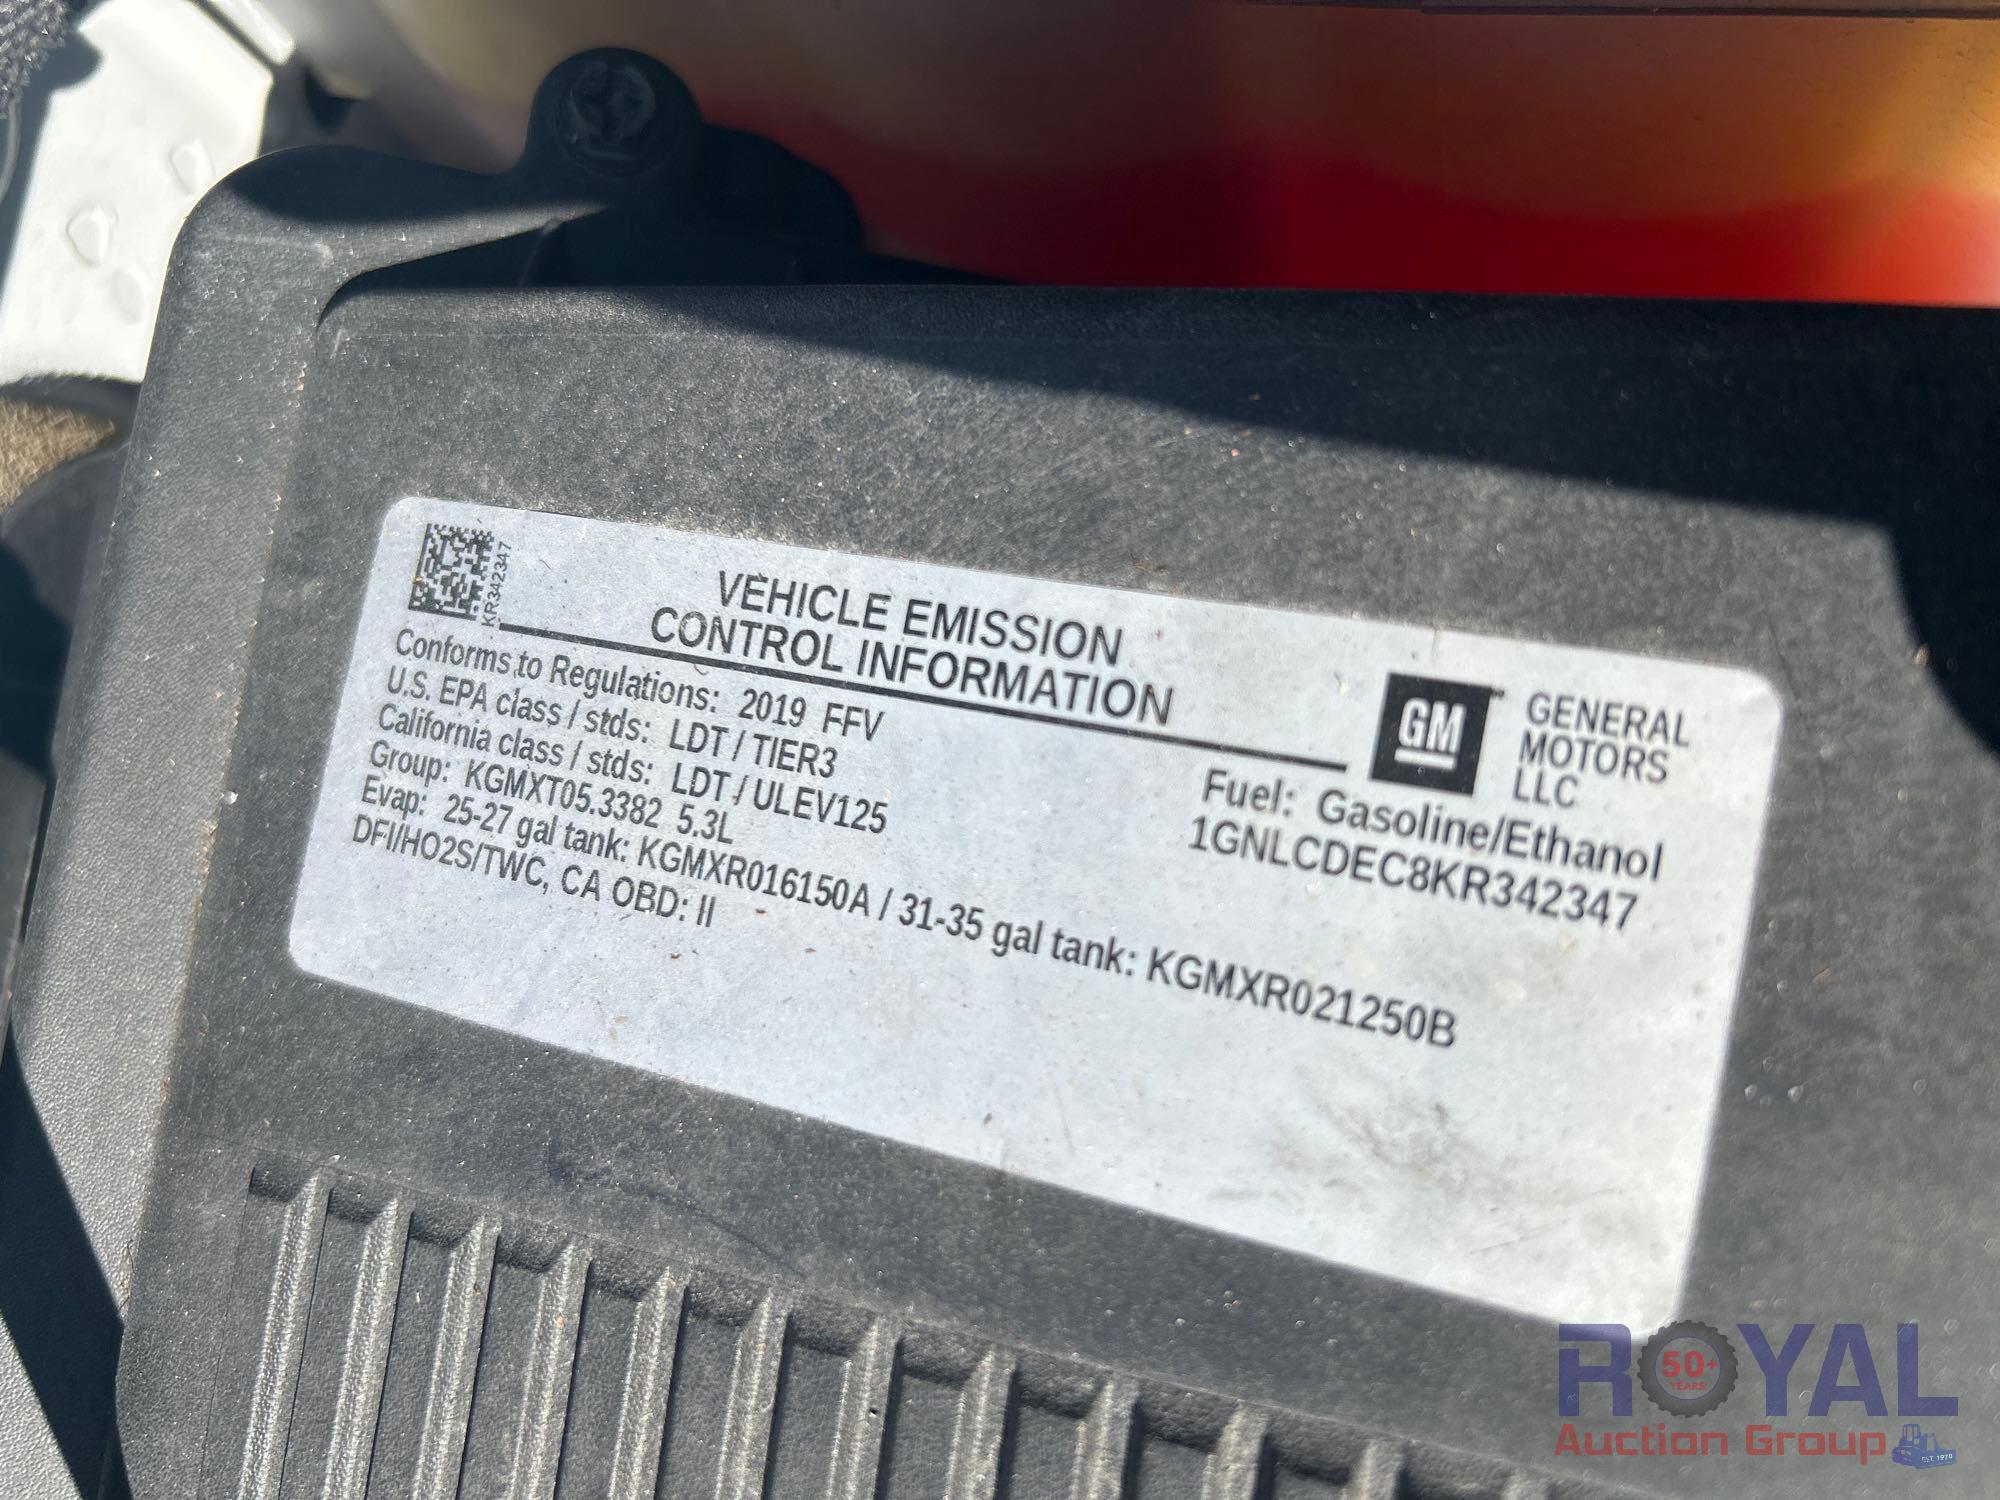 KR342347
VEHICLE EMISSION
CONTROL INFORMATION
GM
GENERAL
MOTORS
LLC
Conforms to Regulations: 2019 FFV
U.S. EPA class / stds: LDT / TIER3
California class / stds: LDT / ULEV125
Group: KGMXT05.3382 5.3L
Evap: 25-27 gal tank: KGMXR016150A / 31-35 gal tank: KGMXR021250B
DFI/HO2S/TWC, CA OBD: II
Fuel: Gasoline/Ethanol
1GNLCDEC8KR342347
ROYAL
50+
YEARS
Auction Group
EST. 1970